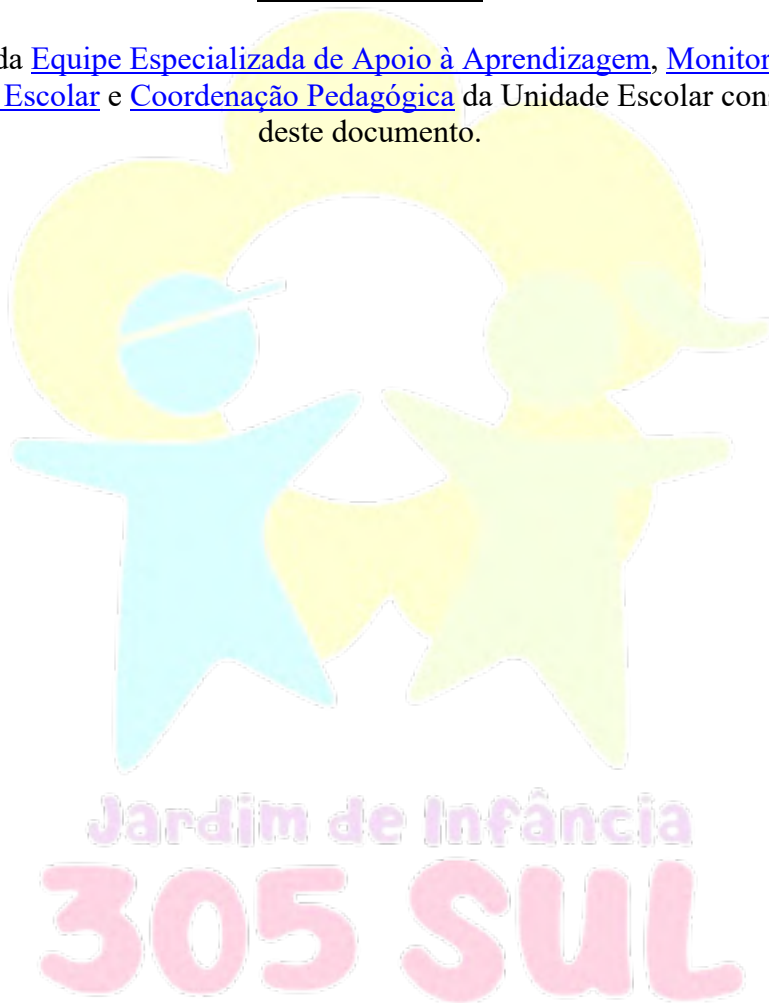 da Equipe Especializada de Apoio à Aprendizagem, Monitor
Escolar e Coordenação Pedagógica da Unidade Escolar cons
deste documento.
Jardim de Infância
305 SUL